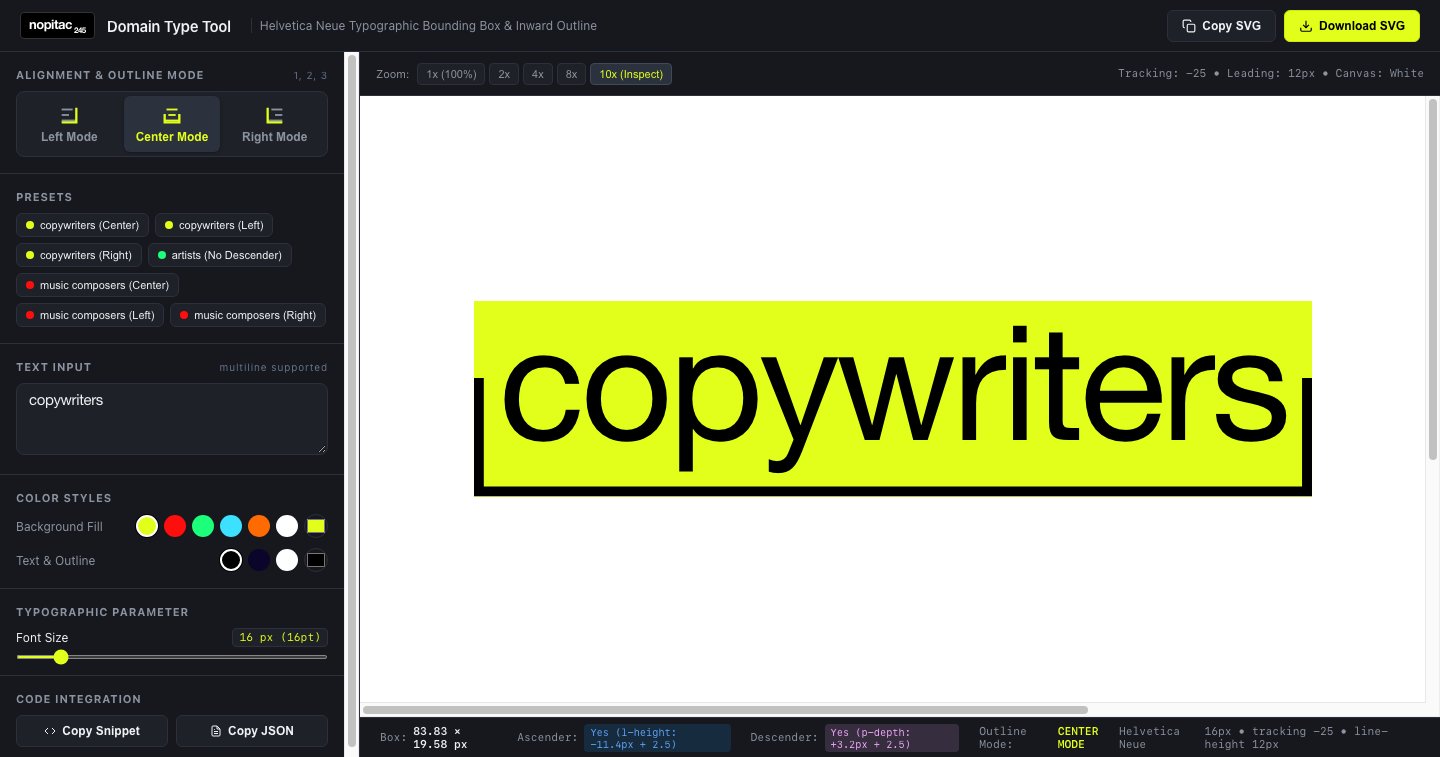 nopitac 245 Domain Type Tool Helvetica Neue Typographic Bounding Box & Inward Outline Copy SVG Download SVG
ALIGNMENT & OUTLINE MODE 1, 2, 3
Left Mode Center Mode Right Mode
PRESETS
copywriters (Center) copywriters (Left)
copywriters (Right) artists (No Descender)
music composers (Center)
music composers (Left) music composers (Right)
TEXT INPUT multiline supported
copywriters
COLOR STYLES
Background Fill
Text & Outline
TYPOGRAPHIC PARAMETER
Font Size 16 px (16pt)
CODE INTEGRATION
Copy Snippet Copy JSON
Zoom: 1x (100%) 2x 4x 8x 10x (Inspect) Tracking: −25 • Leading: 12px • Canvas: White
copywriters
Box: 83.83 ×
19.58 px
Ascender: Yes (l-height:
−11.4px + 2.5)
Descender: Yes (p-depth:
+3.2px + 2.5)
Outline
Mode:
CENTER
MODE
Helvetica
Neue
16px • tracking −25 • line-
height 12px